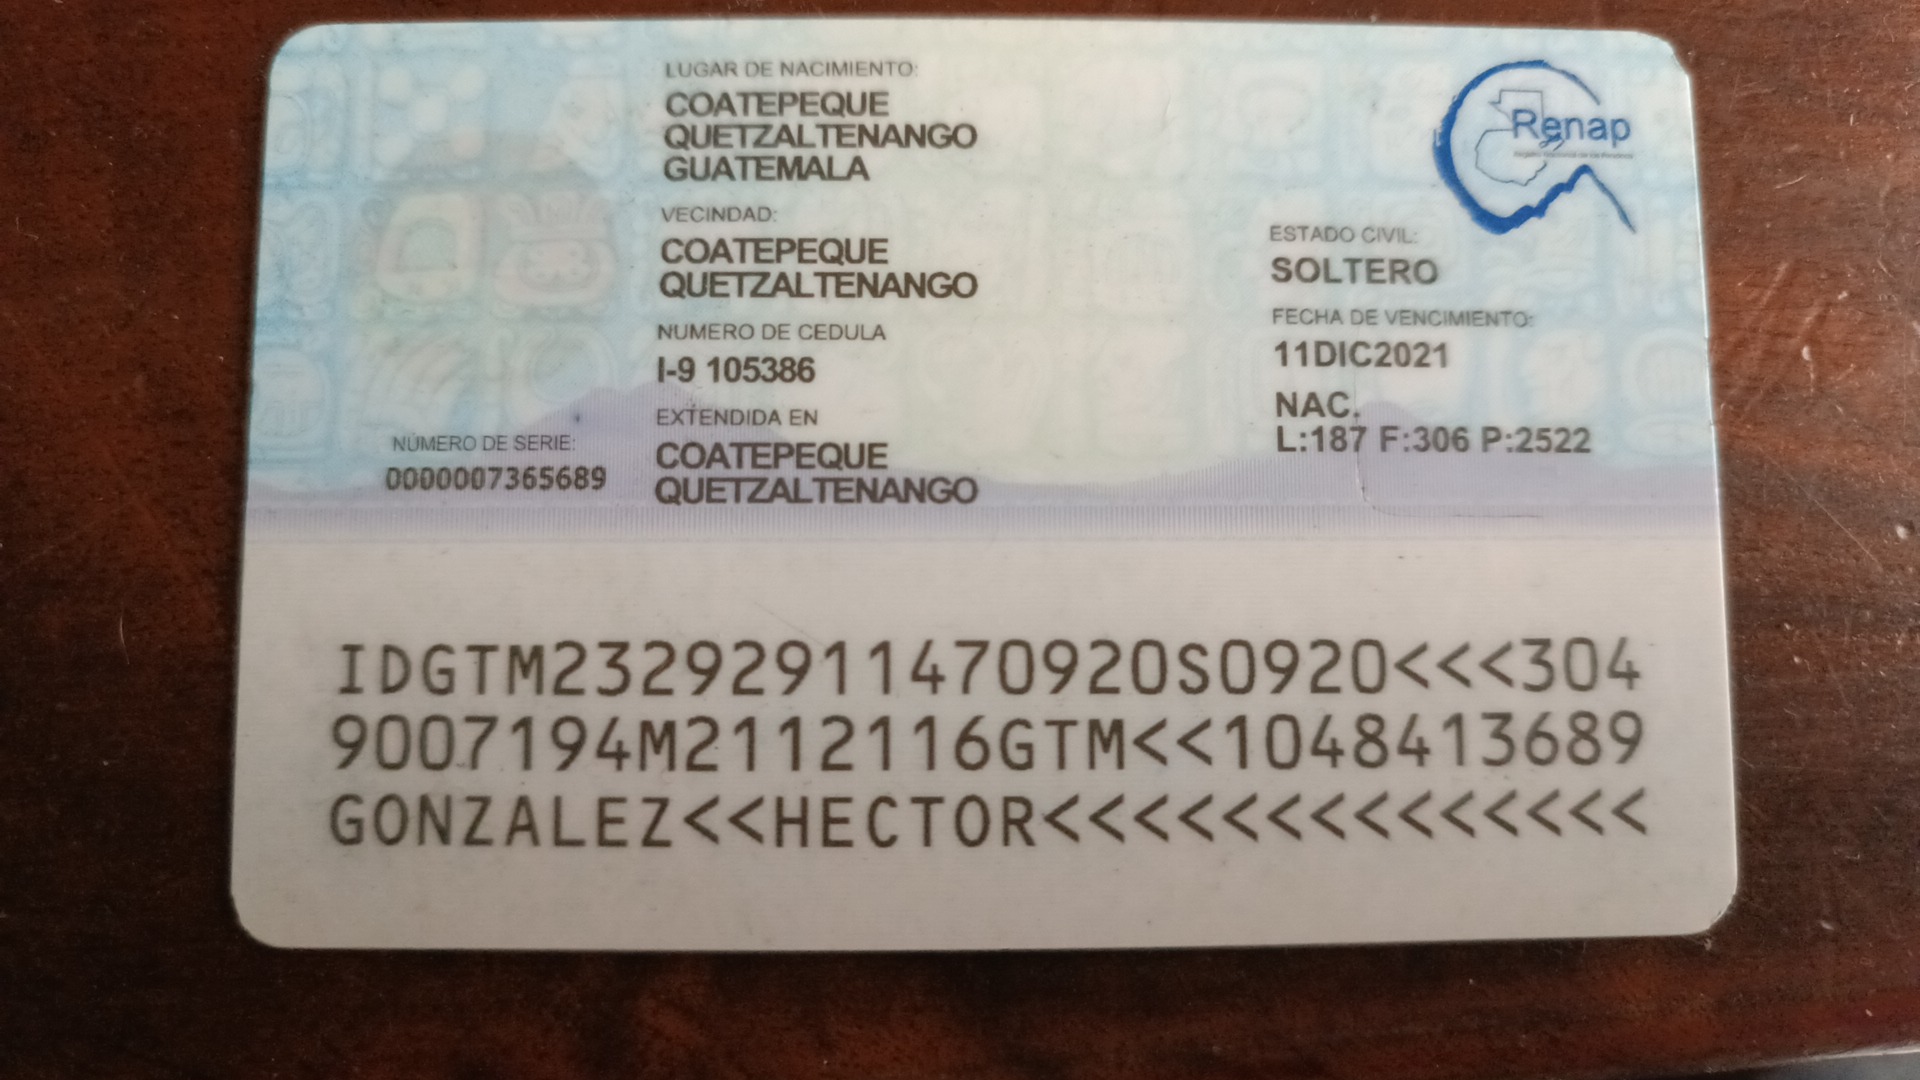 LUGAR DE NACIMIENTO:
COATEPEQUE
QUETZALTENANGO
GUATEMALA
VECINDAD:
COATEPEQUE
QUETZALTENANGO
NUMERO DE CEDULA
I-9 105386
EXTENDIDA EN
COATEPEQUE
QUETZALTENANGO
NÚMERO DE SERIE:
0000007365689
Renap
ESTADO CIVIL:
SOLTERO
FECHA DE VENCIMIENTO:
11DIC2021
NAC.
L:187 F:306 P:2522
IDGTM23292911470920S0920<<<304
9007194M2112116GTM<<1048413689
GONZALEZ<<HECTOR<<<<<<<<<<<<<<